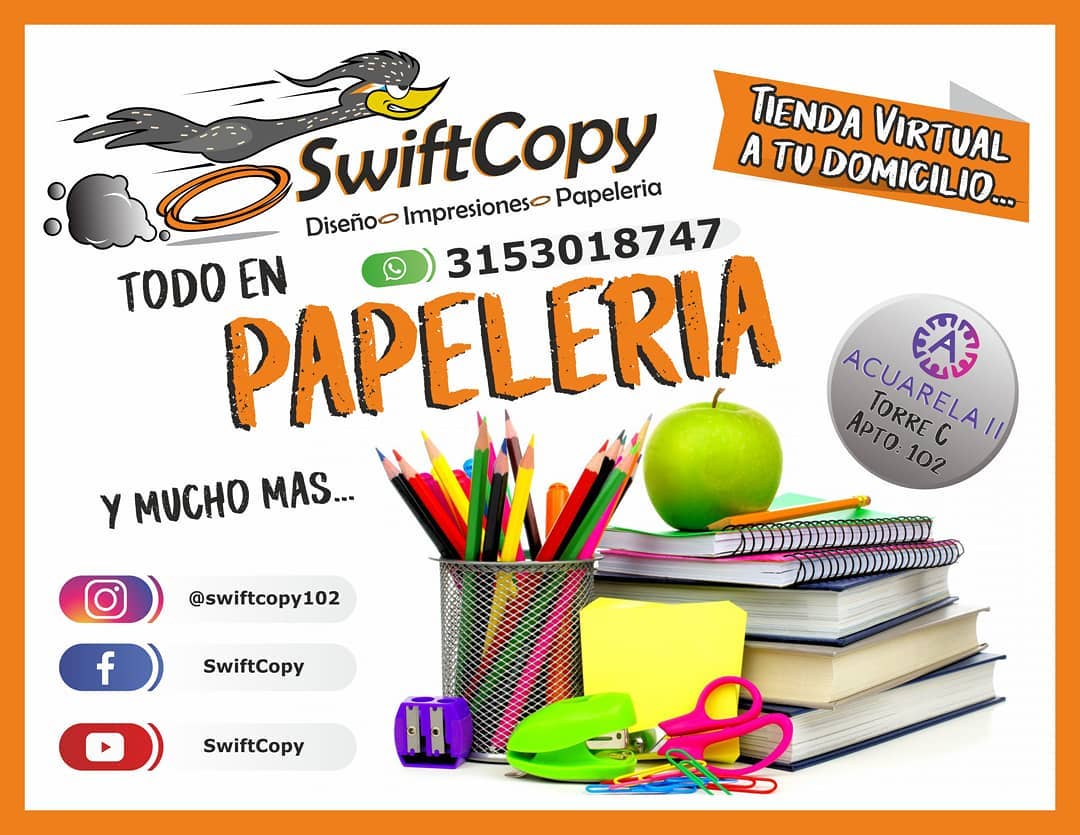 SwiftCopy
Diseño Impresiones Papeleria
TIENDA VIRTUAL
A TU DOMICILIO...
3153018747
TODO EN
PAPELERIA
A
ACUARELA II
TORRE C
APTO: 102
Y MUCHO MAS...
@swiftcopy102
SwiftCopy
SwiftCopy